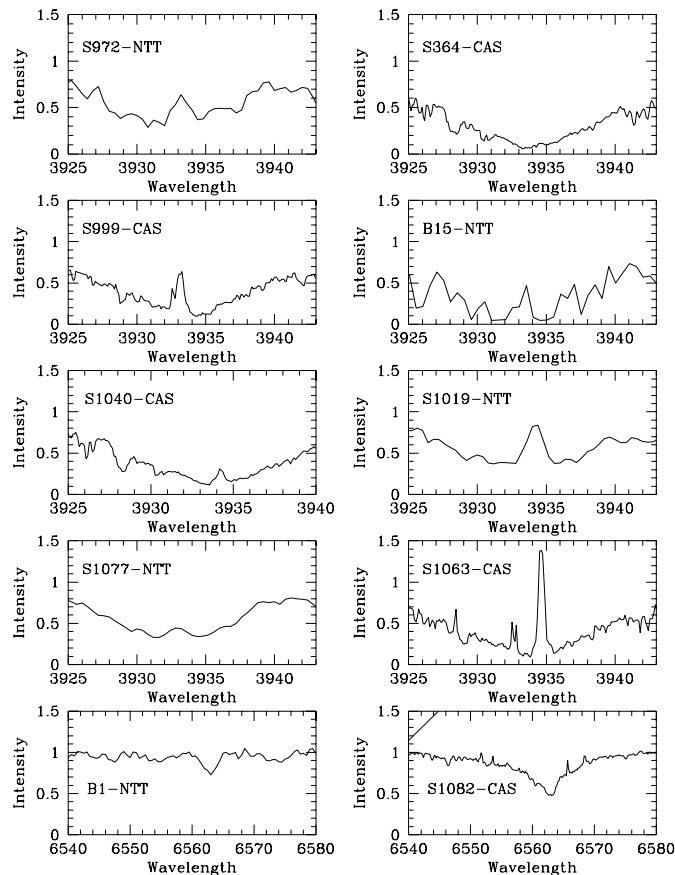 1.5 1.5
S972-NTT S364-CAS
1 1
Intensity Intensity
0.5 0.5
0 0
3925 3930 3935 3940 3925 3930 3935 3940
Wavelength Wavelength
1.5 1.5
S999-CAS B15-NTT
1 1
Intensity Intensity
0.5 0.5
0 0
3925 3930 3935 3940 3925 3930 3935 3940
Wavelength Wavelength
1.5 1.5
S1040-CAS S1019-NTT
1 1
Intensity Intensity
0.5 0.5
0 0
3925 3930 3935 3940 3925 3930 3935 3940
Wavelength Wavelength
1.5 1.5
S1077-NTT S1063-CAS
1 1
Intensity Intensity
0.5 0.5
0 0
3925 3930 3935 3940 3925 3930 3935 3940
Wavelength Wavelength
1.5 1.5
1 1
Intensity Intensity
0.5 0.5
B1-NTT S1082-CAS
0 0
6540 6550 6560 6570 6580 6540 6550 6560 6570 6580
Wavelength Wavelength